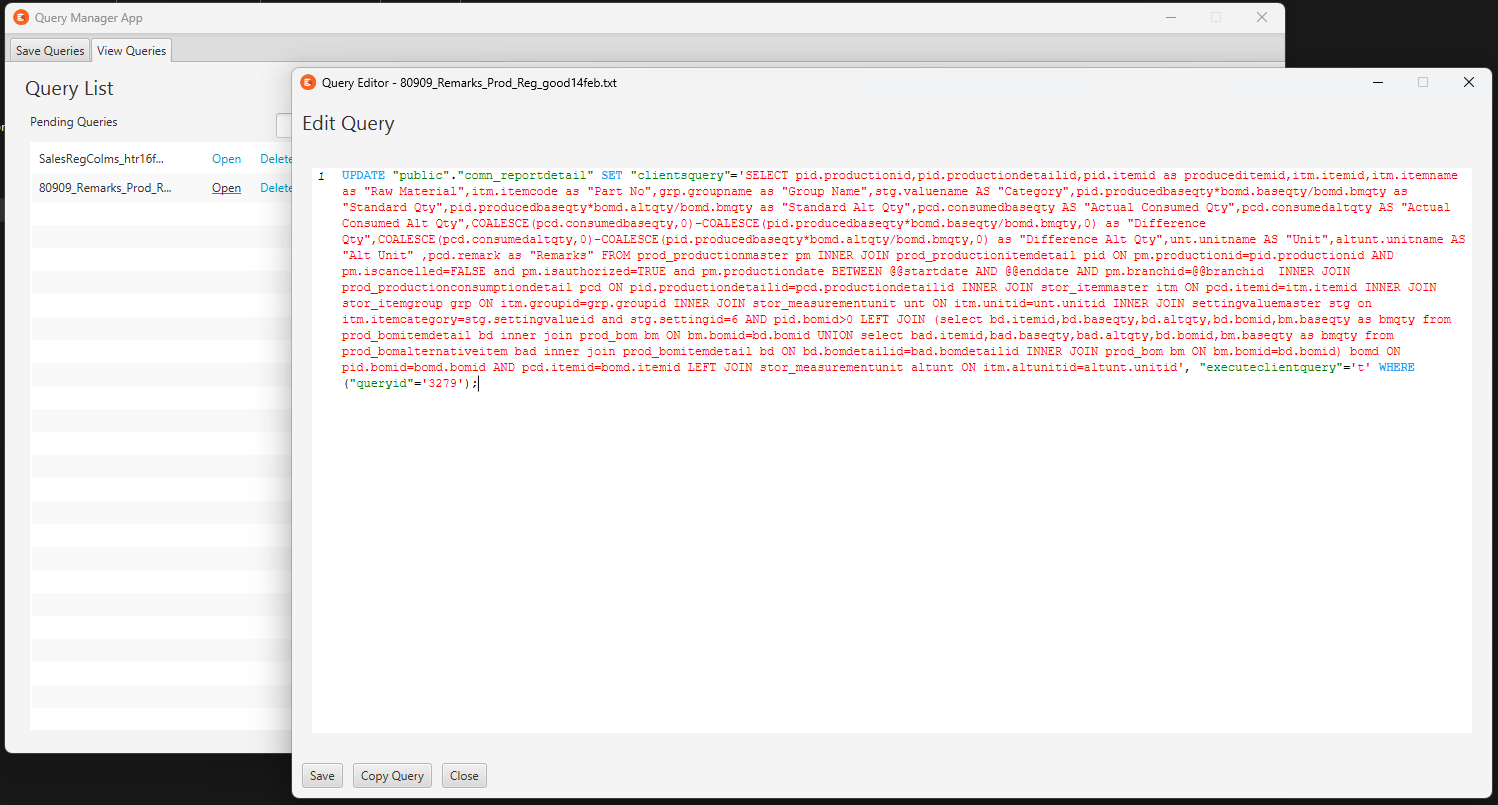 Query Manager App
Save Queries
View Queries
Query List
Pending Queries
SalesRegColms_htr16f...
Open
Delete
80909_Remarks_Prod_R...
Open
Delete
Query Editor - 80909_Remarks_Prod_Reg_good14feb.txt
Edit Query
1
UPDATE "public"."comn_reportdetail" SET "clientsquery"='SELECT pid.productionid,pid.productiondetailid,pid.itemid as produceditemid,itm.itemid,itm.itemname
as "Raw Material",itm.itemcode as "Part No",grp.groupname as "Group Name",stg.valuename AS "Category",pid.producedbaseqty*bomd.baseqty/bomd.bmqty as
"Standard Qty",pid.producedbaseqty*bomd.altqty/bomd.bmqty as "Standard Alt Qty",pcd.consumedbaseqty AS "Actual Consumed Qty",pcd.consumedaltqty AS "Actual
Consumed Alt Qty",COALESCE(pcd.consumedbaseqty,0)-COALESCE(pid.producedbaseqty*bomd.baseqty/bomd.bmqty,0) as "Difference
Qty",COALESCE(pcd.consumedaltqty,0)-COALESCE(pid.producedbaseqty*bomd.altqty/bomd.bmqty,0) as "Difference Alt Qty",unt.unitname AS "Unit",altunt.unitname AS
"Alt Unit" ,pcd.remark as "Remarks" FROM prod_productionmaster pm INNER JOIN prod_productionitemdetail pid ON pm.productionid=pid.productionid AND
pm.iscancelled=FALSE and pm.isauthorized=TRUE and pm.productiondate BETWEEN @@startdate AND @@enddate AND pm.branchid=@@branchid  INNER JOIN
prod_productionconsumptiondetail pcd ON pid.productiondetailid=pcd.productiondetailid INNER JOIN stor_itemmaster itm ON pcd.itemid=itm.itemid INNER JOIN
stor_itemgroup grp ON itm.groupid=grp.groupid INNER JOIN stor_measurementunit unt ON itm.unitid=unt.unitid INNER JOIN settingvaluemaster stg on
itm.itemcategory=stg.settingvalueid and stg.settingid=6 AND pid.bomid>0 LEFT JOIN (select bd.itemid,bd.baseqty,bd.altqty,bd.bomid,bm.baseqty as bmqty from
prod_bomitemdetail bd inner join prod_bom bm ON bm.bomid=bd.bomid UNION select bad.itemid,bad.baseqty,bad.altqty,bd.bomid,bm.baseqty as bmqty from
prod_bomalternativeitem bad inner join prod_bomitemdetail bd ON bd.bomdetailid=bad.bomdetailid INNER JOIN prod_bom bm ON bm.bomid=bd.bomid) bomd ON
pid.bomid=bomd.bomid AND pcd.itemid=bomd.itemid LEFT JOIN stor_measurementunit altunt ON itm.altunitid=altunt.unitid', "executeclientquery"='t' WHERE
("queryid"='3279');
Save
Copy Query
Close